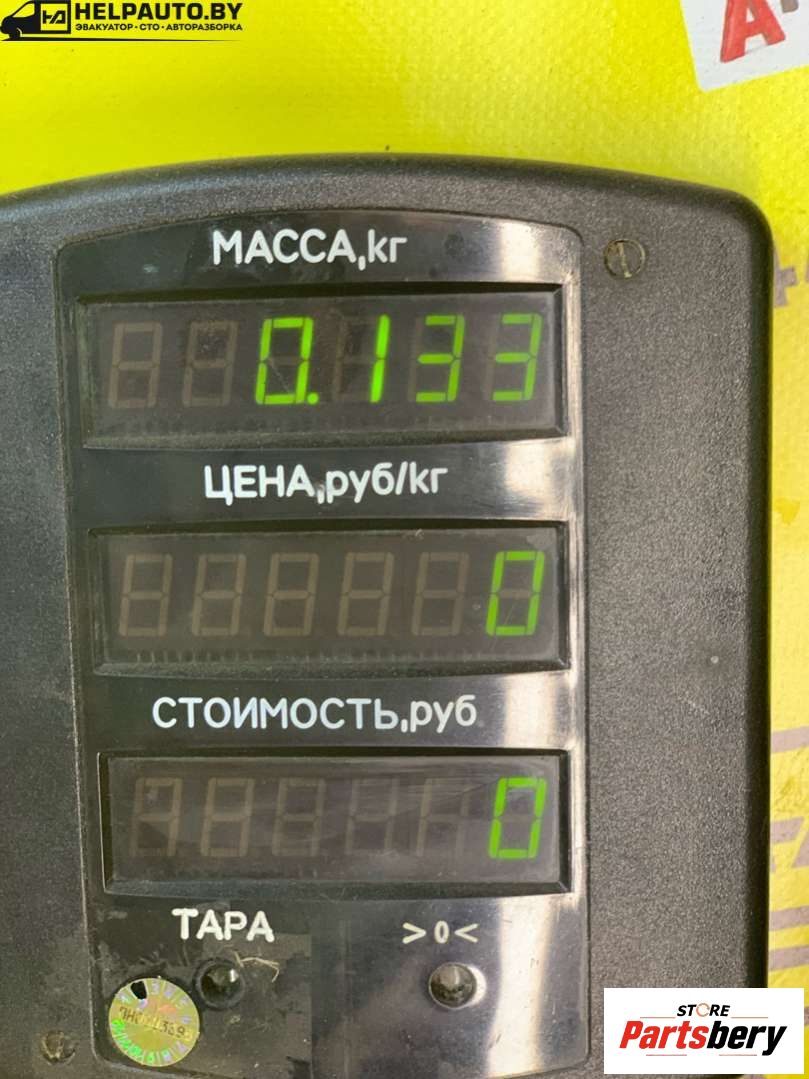 HELPAUTO.BY
ЭВАКУАТОР • СТО • АВТОРАЗБОРКА
МАССА,кг
0.133
ЦЕНА,руб/кг
0
СТОИМОСТЬ,руб
0
ТАРА >0<
STORE
Partsbery